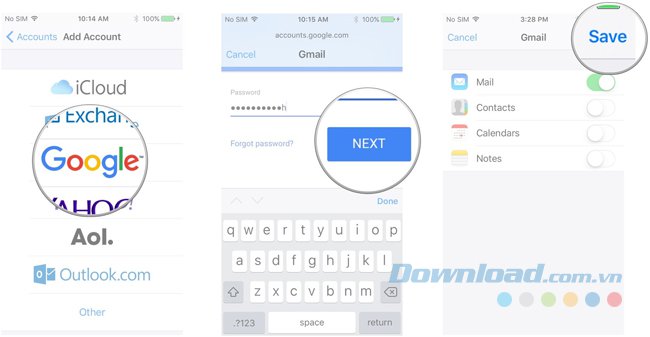 No SIM 10:14 AM 100%
Accounts Add Account
iCloud
Exchang
Google
YAHOO!
Aol.
Outlook.com
Other
No SIM 10:15 AM 100%
accounts.google.com
Cancel Gmail
Password
••••••••••h
Forgot password?
NEXT
Done
q w e r t y u i o p
a s d f g h j k l
z x c v b n m
.?123 space return
No SIM 3:28 PM
Cancel Gmail Save
Mail
Contacts
Calendars
Notes
Download.com.vn